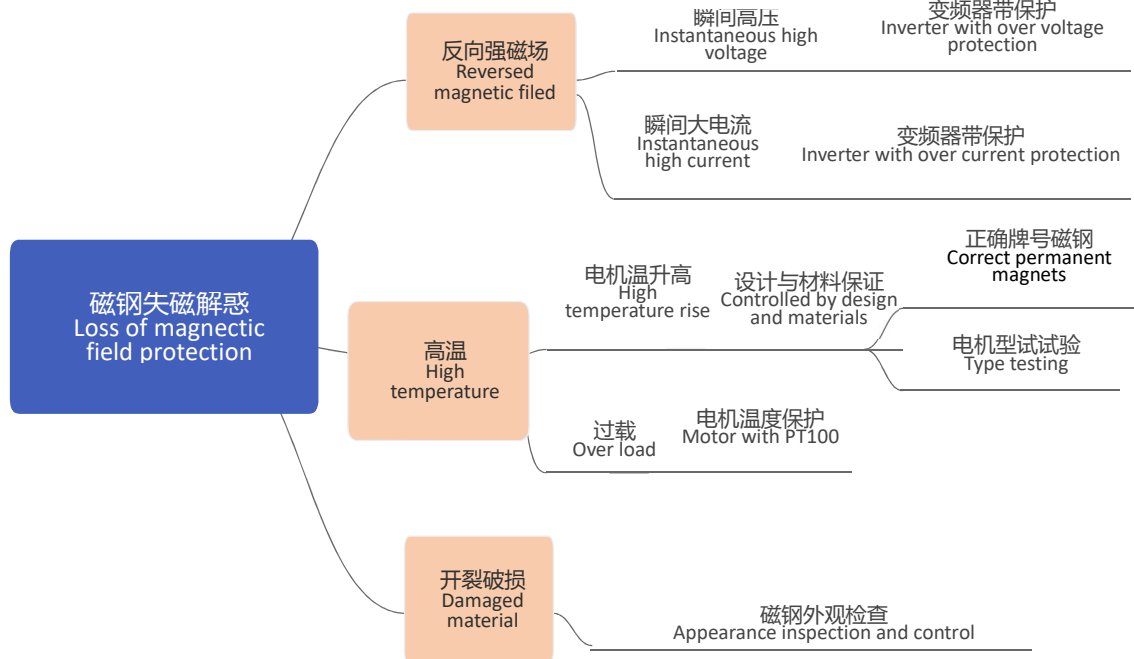 瞬间高压
Instantaneous high
voltage
变频器带保护
Inverter with over voltage
protection
反向强磁场
Reversed
magnetic filed
瞬间大电流
Instantaneous
high current
变频器带保护
Inverter with over current protection
磁钢失磁解惑
Loss of magnectic
field protection
高温
High
temperature
电机温升高
High
temperature rise
设计与材料保证
Controlled by design
and materials
正确牌号磁钢
Correct permanent
magnets
电机型试试验
Type testing
过载
Over load
电机温度保护
Motor with PT100
开裂破损
Damaged
material
磁钢外观检查
Appearance inspection and control